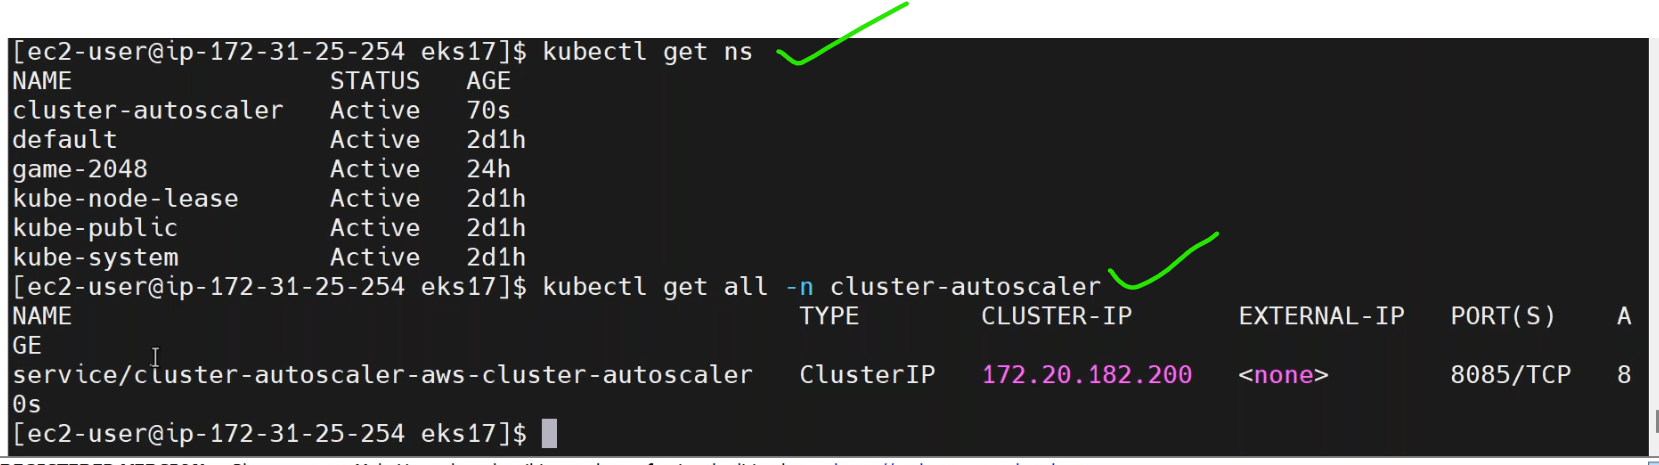 [ec2-user@ip-172-31-25-254 eks17]$ kubectl get ns
NAME STATUS AGE
cluster-autoscaler Active 70s
default Active 2d1h
game-2048 Active 24h
kube-node-lease Active 2d1h
kube-public Active 2d1h
kube-system Active 2d1h
[ec2-user@ip-172-31-25-254 eks17]$ kubectl get all -n cluster-autoscaler
NAME TYPE CLUSTER-IP EXTERNAL-IP PORT(S) A
GE
service/cluster-autoscaler-aws-cluster-autoscaler ClusterIP 172.20.182.200 <none> 8085/TCP 8
0s
[ec2-user@ip-172-31-25-254 eks17]$